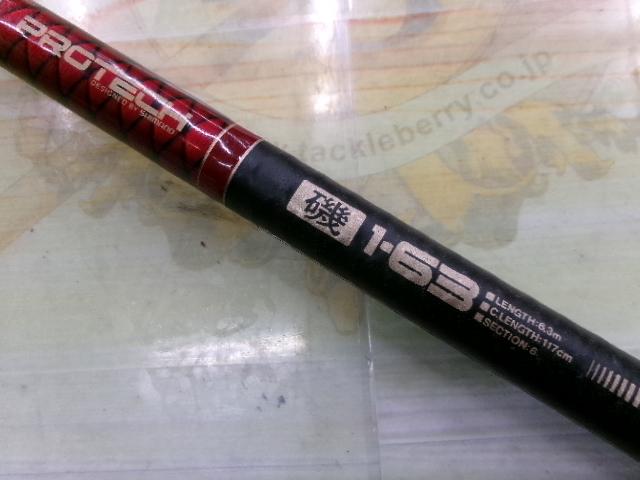 PROTECH
DESIGNED BY SHIMANO
磯 1-63
■ LENGTH:6.3m
■ C.LENGTH:117cm
■ SECTION:6
tackleberry.co.jp